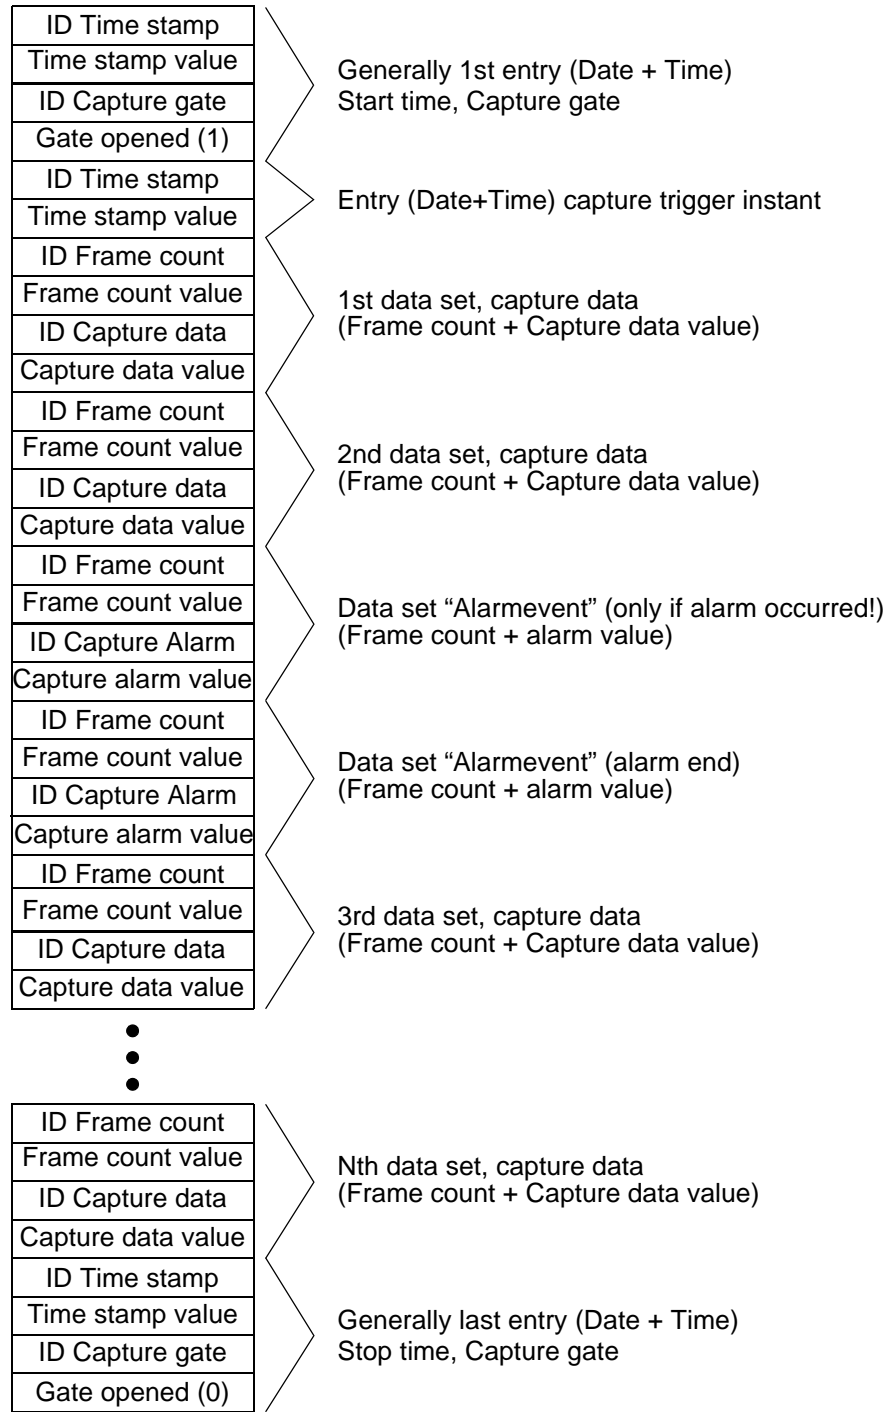 ID Time stamp
Time stamp value
ID Capture gate
Gate opened (1)
Generally 1st entry (Date + Time)
Start time, Capture gate
ID Time stamp
Time stamp value
Entry (Date+Time) capture trigger instant
ID Frame count
Frame count value
ID Capture data
Capture data value
1st data set, capture data
(Frame count + Capture data value)
ID Frame count
Frame count value
ID Capture data
Capture data value
2nd data set, capture data
(Frame count + Capture data value)
ID Frame count
Frame count value
ID Capture Alarm
Capture alarm value
Data set “Alarmevent” (only if alarm occurred!)
(Frame count + alarm value)
ID Frame count
Frame count value
ID Capture Alarm
Capture alarm value
Data set “Alarmevent” (alarm end)
(Frame count + alarm value)
ID Frame count
Frame count value
ID Capture data
Capture data value
3rd data set, capture data
(Frame count + Capture data value)
ID Frame count
Frame count value
ID Capture data
Capture data value
Nth data set, capture data
(Frame count + Capture data value)
ID Time stamp
Time stamp value
ID Capture gate
Gate opened (0)
Generally last entry (Date + Time)
Stop time, Capture gate